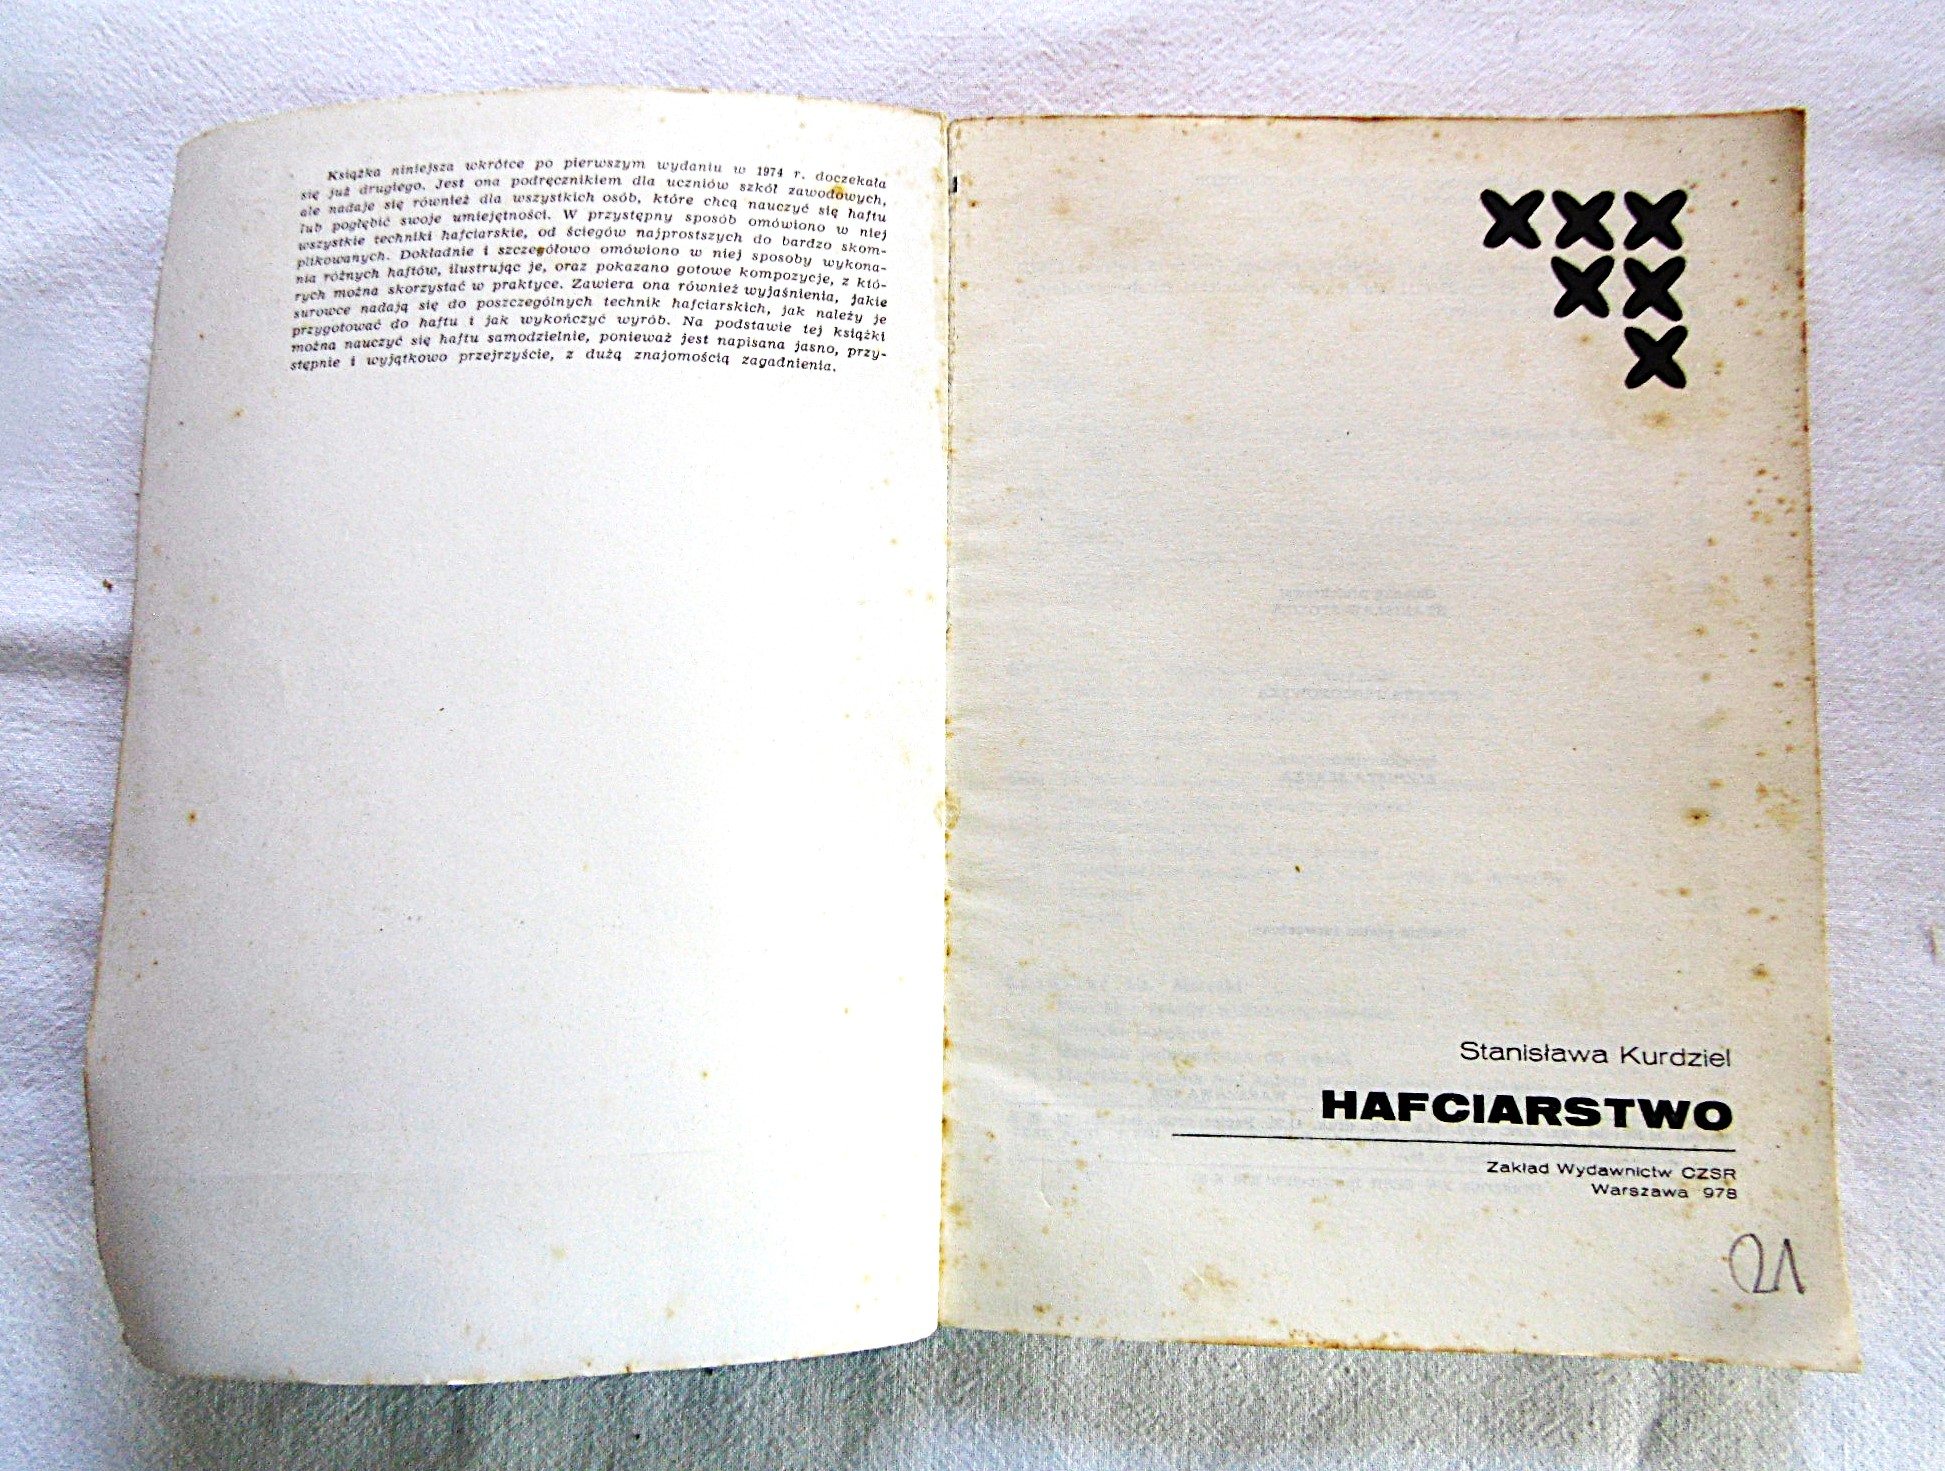 Książka niniejsza wkrótce po pierwszym wydaniu w 1974 r. doczekała
się już drugiego. Jest ona podręcznikiem dla uczniów szkół zawodowych,
ale nadaje się również dla wszystkich osób, które chcą nauczyć się haftu
lub pogłębić swoje umiejętności. W przystępny sposób omówiono w niej
wszystkie techniki hafciarskie, od ściegów najprostszych do bardzo skom-
plikowanych. Dokładnie i szczegółowo omówiono w niej sposoby wykona-
nia różnych haftów, ilustrując je, oraz pokazano gotowe kompozycje, z któ-
rych można skorzystać w praktyce. Zawiera ona również wyjaśnienia, jakie
surowce nadają się do poszczególnych technik hafciarskich, jak należy je
przygotować do haftu i jak wykończyć wyrób. Na podstawie tej książki
można nauczyć się haftu samodzielnie, ponieważ jest napisana jasno, przy-
stępnie i wyjątkowo przejrzyście, z dużą znajomością zagadnienia.
Stanisława Kurdziel
HAFCIARSTWO
Zakład Wydawnictw CZSR
Warszawa 978
21